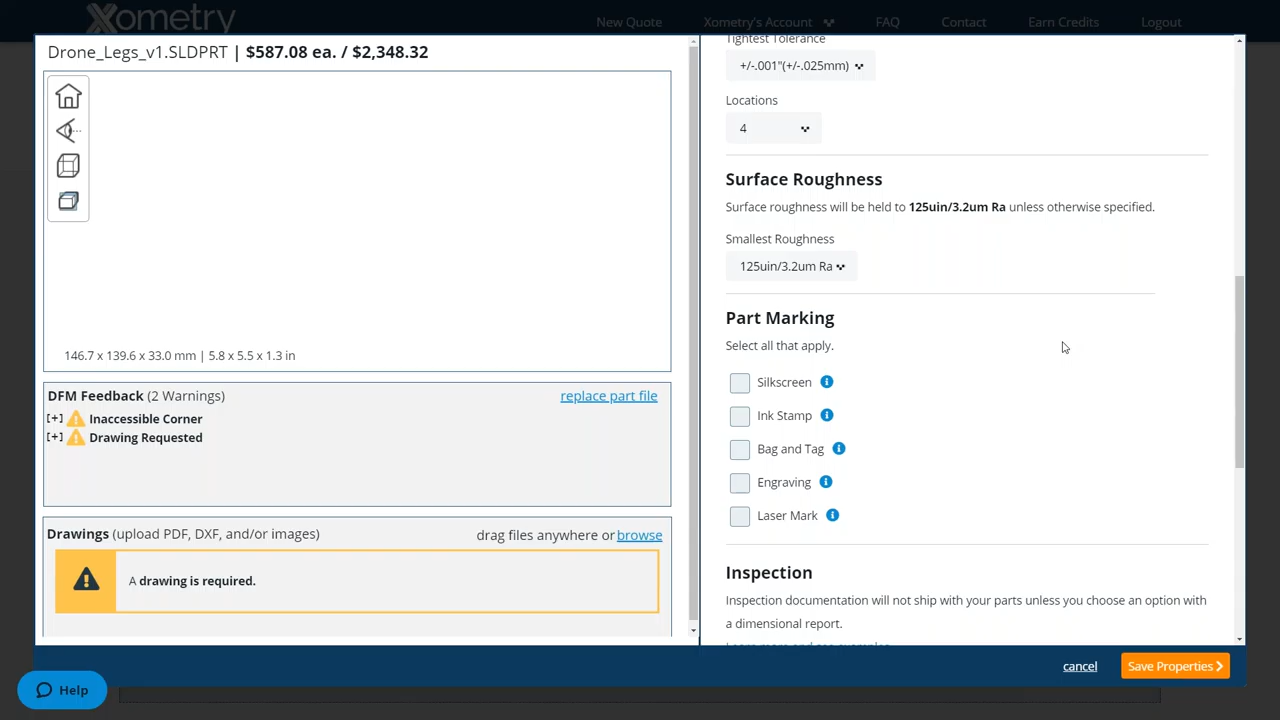 Xometry
New Quote
Xometry's Account
FAQ
Contact
Earn Credits
Logout
Drone_Legs_v1.SLDPRT | $587.08 ea. / $2,348.32
146.7 x 139.6 x 33.0 mm | 5.8 x 5.5 x 1.3 in
DFM Feedback (2 Warnings)
replace part file
[+] Inaccessible Corner
[+] Drawing Requested
Drawings (upload PDF, DXF, and/or images)
drag files anywhere or browse
A drawing is required.
Tightest Tolerance
+/-.001"(+/-.025mm)
Locations
4
Surface Roughness
Surface roughness will be held to 125uin/3.2um Ra unless otherwise specified.
Smallest Roughness
125uin/3.2um Ra
Part Marking
Select all that apply.
Silkscreen
Ink Stamp
Bag and Tag
Engraving
Laser Mark
Inspection
Inspection documentation will not ship with your parts unless you choose an option with
a dimensional report.
Learn more and see examples
cancel
Save Properties
Help